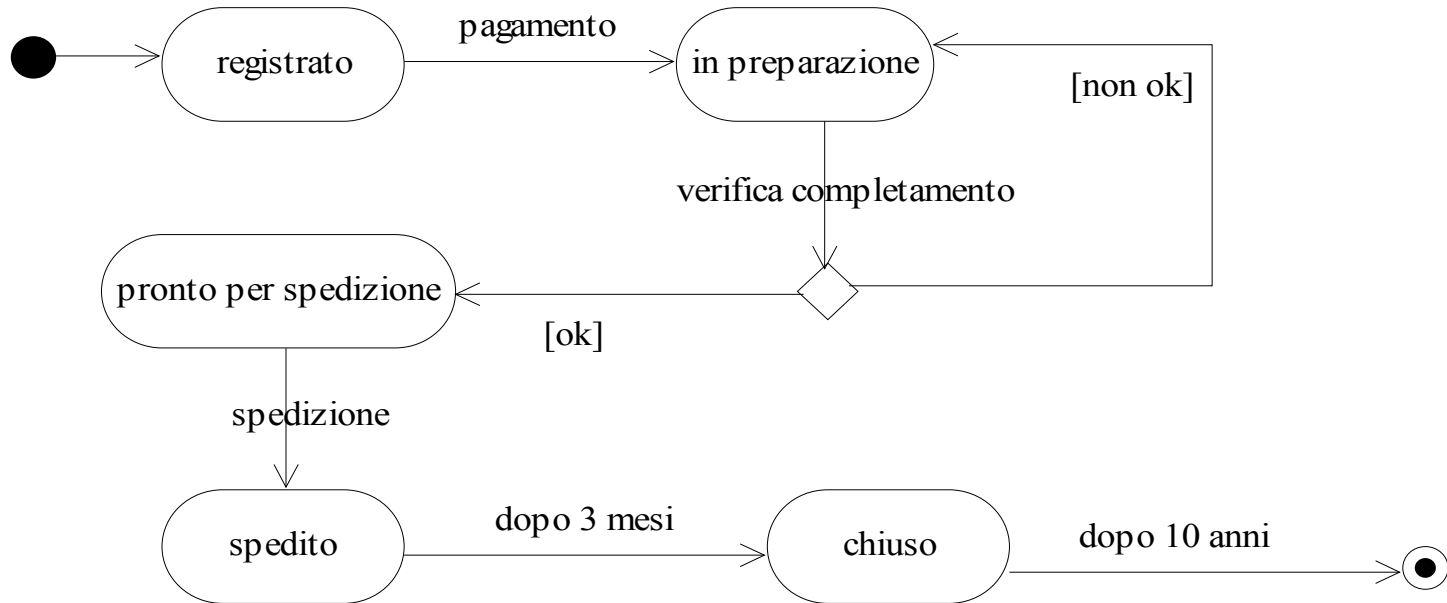 pagamento
registrato
in preparazione
[non ok]
verifica completamento
pronto per spedizione
[ok]
spedizione
spedito
dopo 3 mesi
chiuso
dopo 10 anni